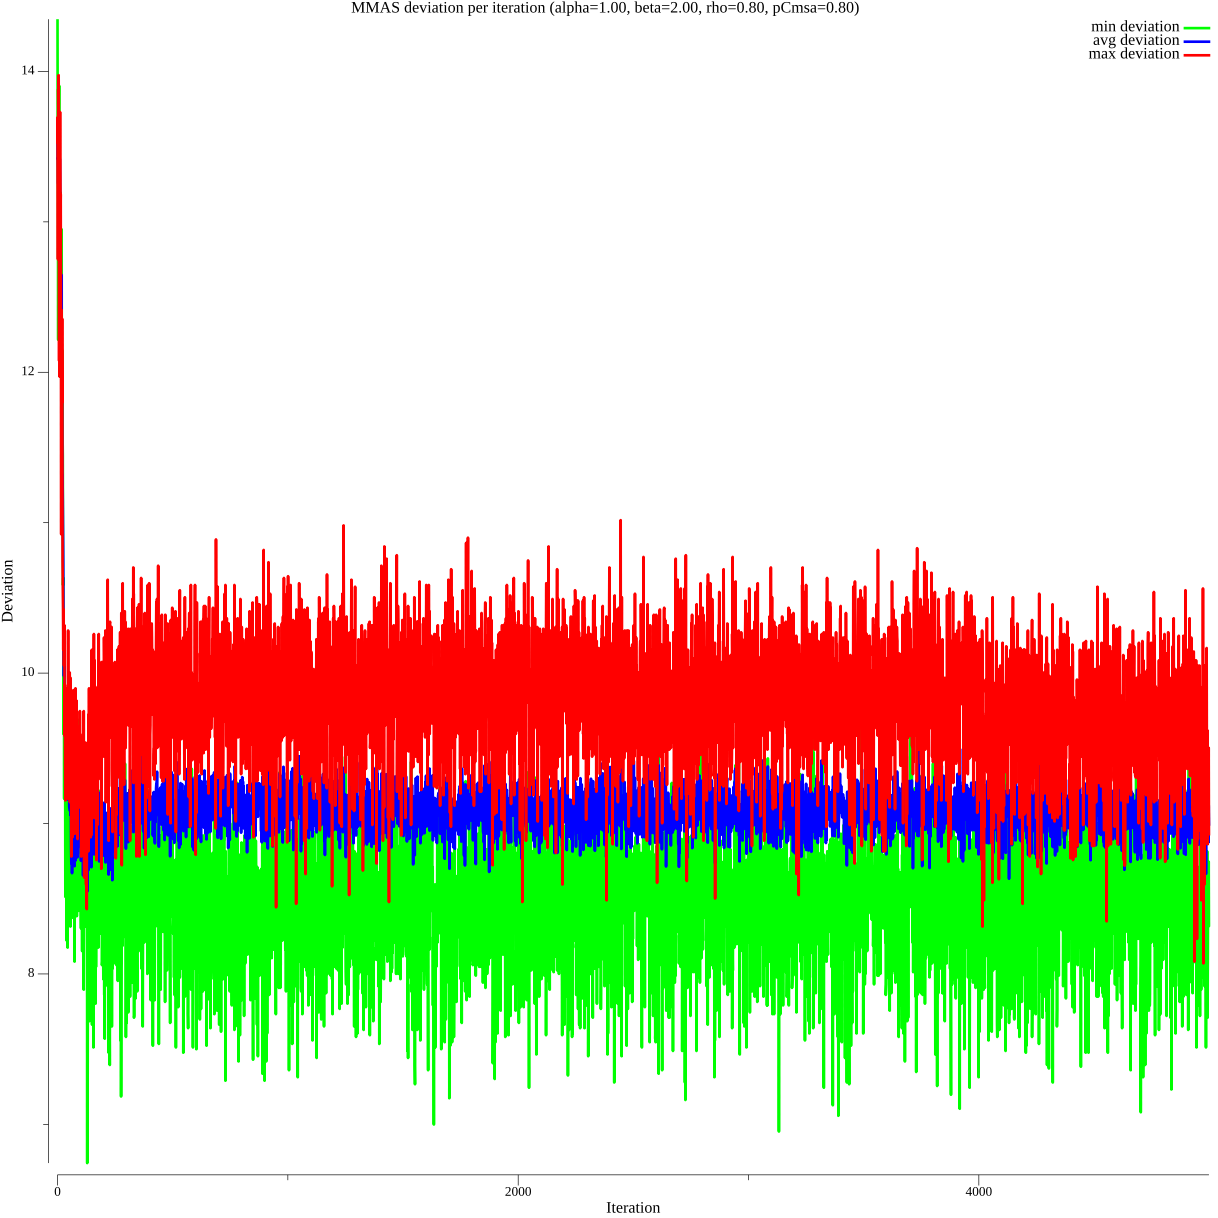 MMAS deviation per iteration (alpha=1.00, beta=2.00, rho=0.80, pCmsa=0.80)
min deviation
avg deviation
max deviation
14
12
10
8
Deviation
0
2000
4000
Iteration